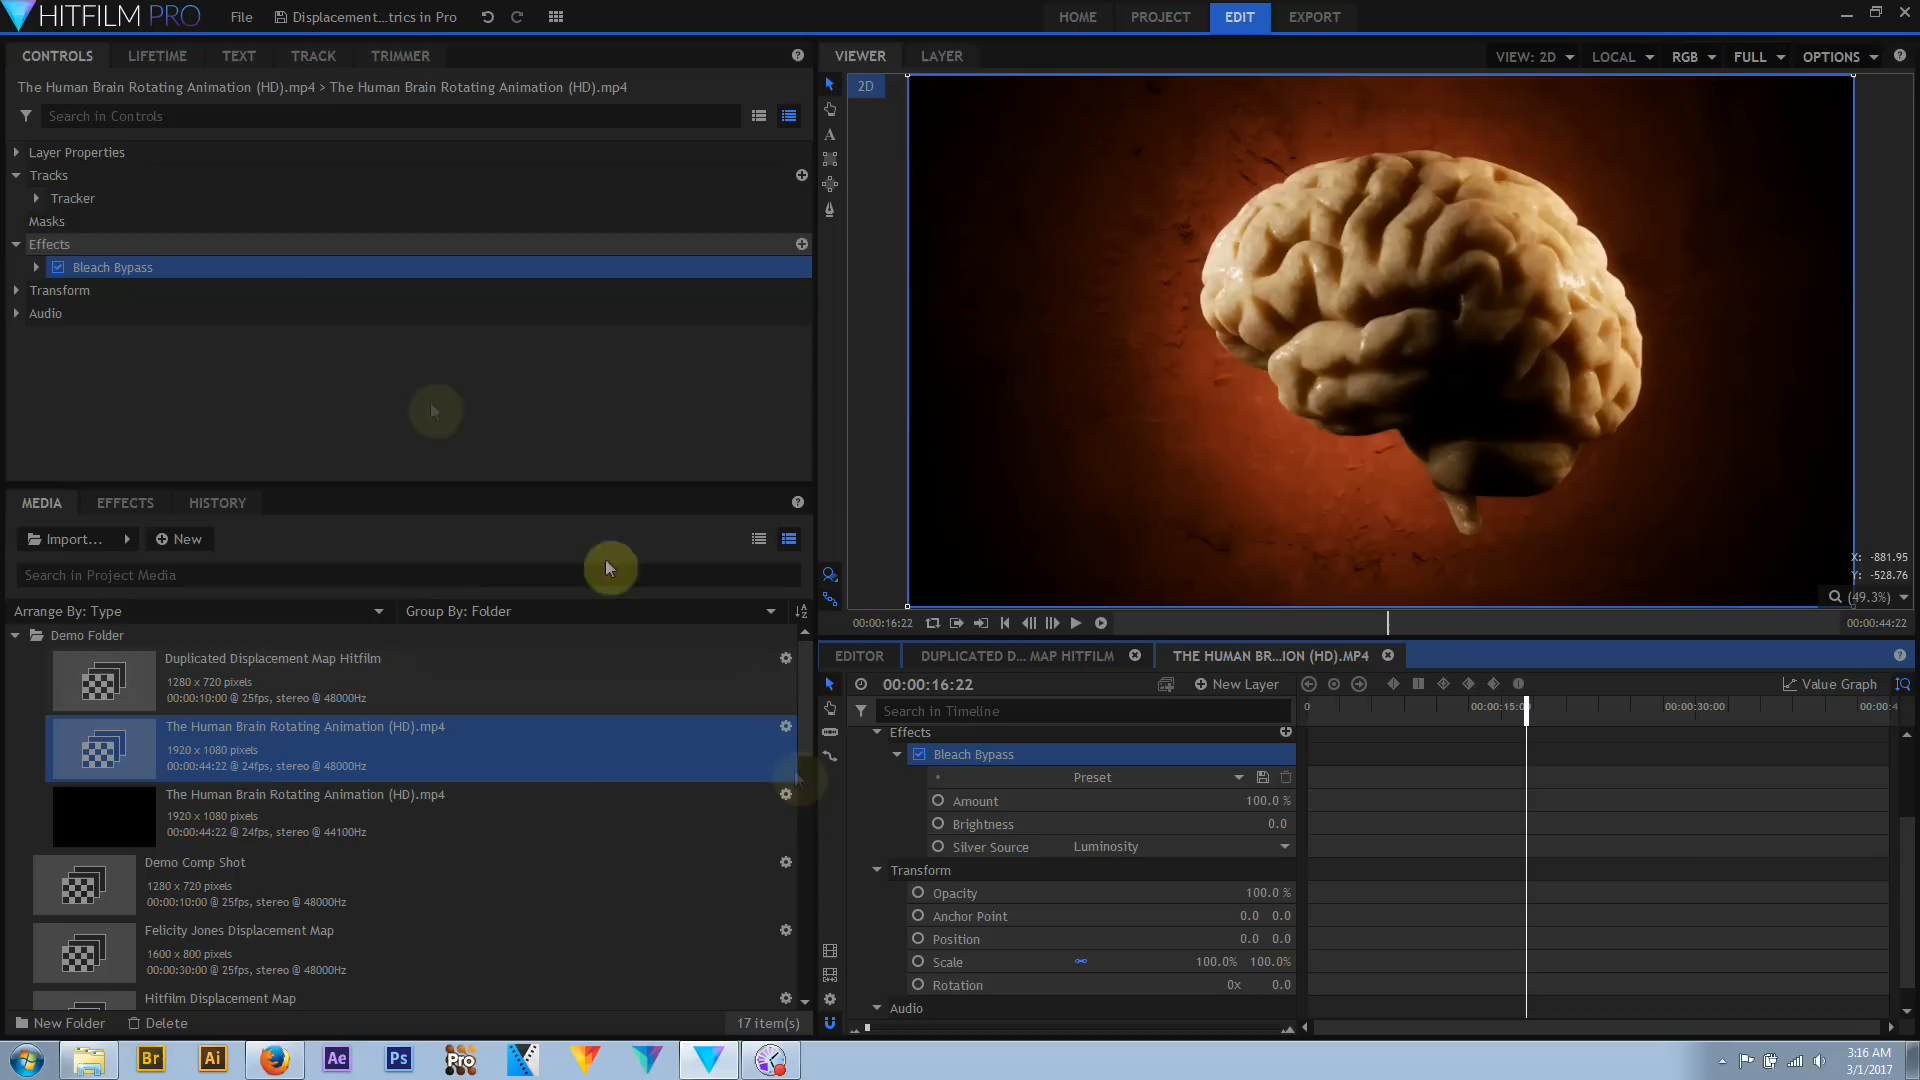 HITFILM PRO
File
Displacement...trics in Pro
HOME
PROJECT
EDIT
EXPORT
CONTROLS
LIFETIME
TEXT
TRACK
TRIMMER
The Human Brain Rotating Animation (HD).mp4 > The Human Brain Rotating Animation (HD).mp4
Search in Controls
Layer Properties
Tracks
Tracker
Masks
Effects
Bleach Bypass
Transform
Audio
MEDIA
EFFECTS
HISTORY
Import...
New
Search in Project Media
Arrange By: Type
Group By: Folder
Demo Folder
Duplicated Displacement Map Hitfilm
1280 x 720 pixels
00:00:10:00 @ 25fps, stereo @ 48000Hz
The Human Brain Rotating Animation (HD).mp4
1920 x 1080 pixels
00:00:44:22 @ 24fps, stereo @ 48000Hz
The Human Brain Rotating Animation (HD).mp4
1920 x 1080 pixels
00:00:44:22 @ 24fps, stereo @ 44100Hz
Demo Comp Shot
1280 x 720 pixels
00:00:10:00 @ 25fps, stereo @ 48000Hz
Felicity Jones Displacement Map
1600 x 800 pixels
00:00:30:00 @ 25fps, stereo @ 48000Hz
Hitfilm Displacement Map
New Folder
Delete
17 item(s)
VIEWER
LAYER
VIEW: 2D
LOCAL
RGB
FULL
OPTIONS
2D
A
X: -881.95
Y: -528.76
(49.3%)
00:00:16:22
00:00:44:22
EDITOR
DUPLICATED D... MAP HITFILM
THE HUMAN BR...ION (HD).MP4
00:00:16:22
New Layer
Value Graph
Search in Timeline
0
00:00:15:0
00:00:30:00
00:00:4
Effects
Bleach Bypass
Preset
Amount 100.0 %
Brightness 0.0
Silver Source Luminosity
Transform
Opacity 100.0 %
Anchor Point 0.0 0.0
Position 0.0 0.0
Scale 100.0% 100.0%
Rotation 0x 0.0
Audio
Br
Ai
Ae
Ps
Pro
3:16 AM
3/1/2017